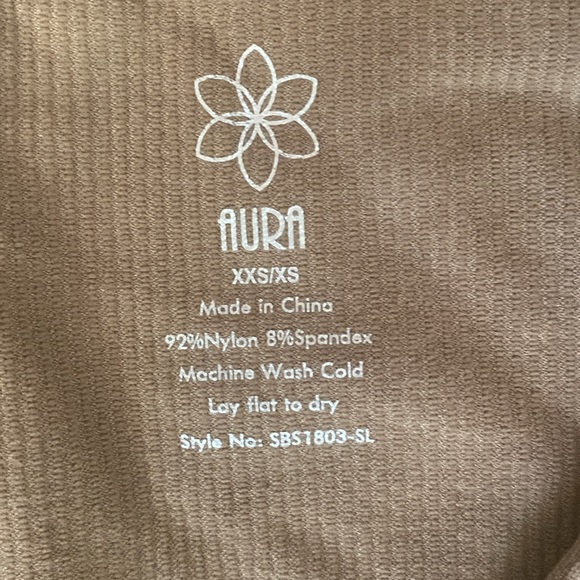 AURA
XXS/XS
Made in China
92%Nylon 8%Spandex
Machine Wash Cold
Lay flat to dry
Style No: SBS1803-SL